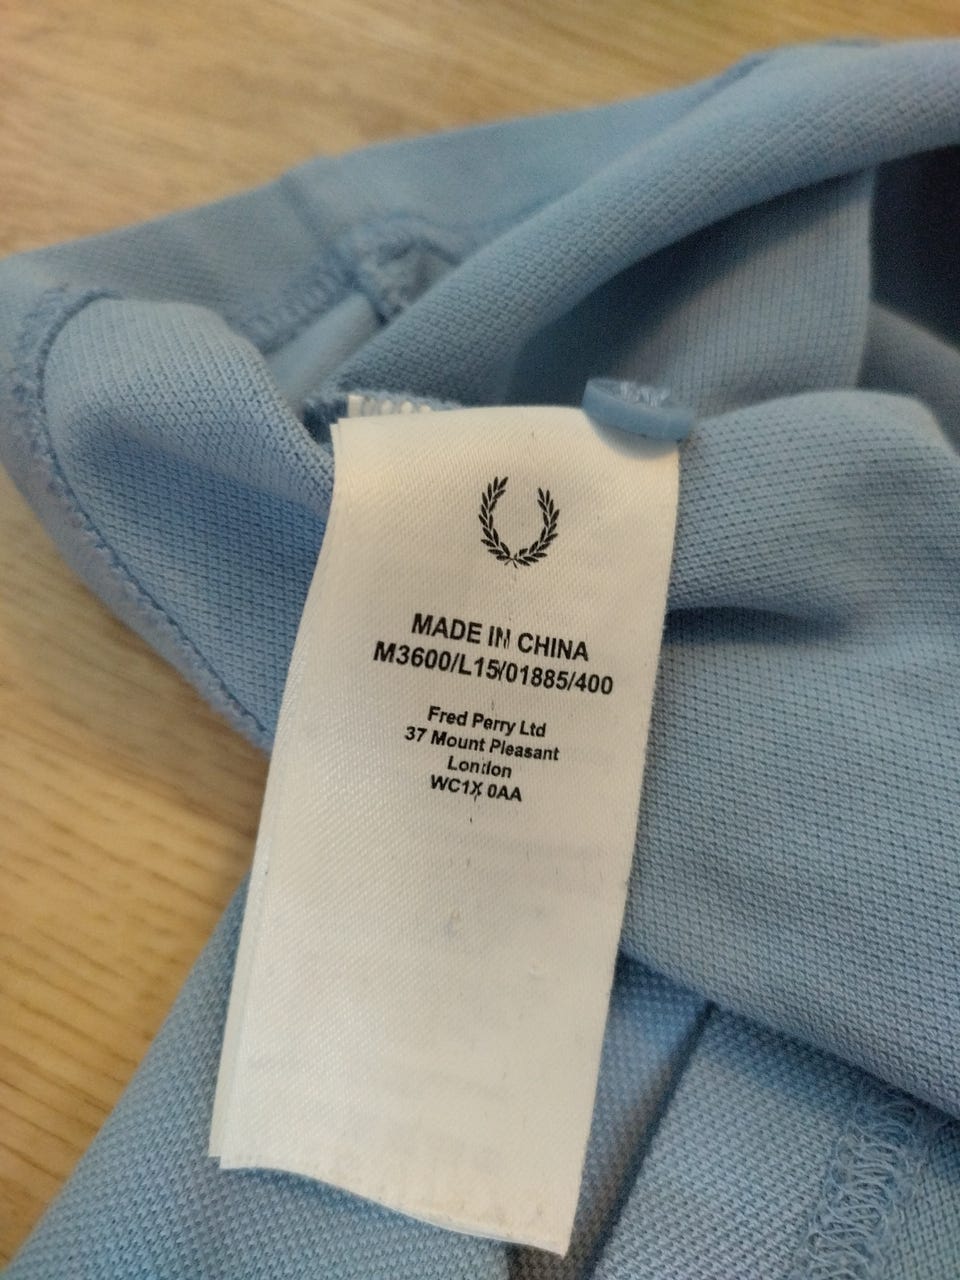 MADE IN CHINA
M3600/L15/01885/400
Fred Perry Ltd
37 Mount Pleasant
London
WC1X 0AA